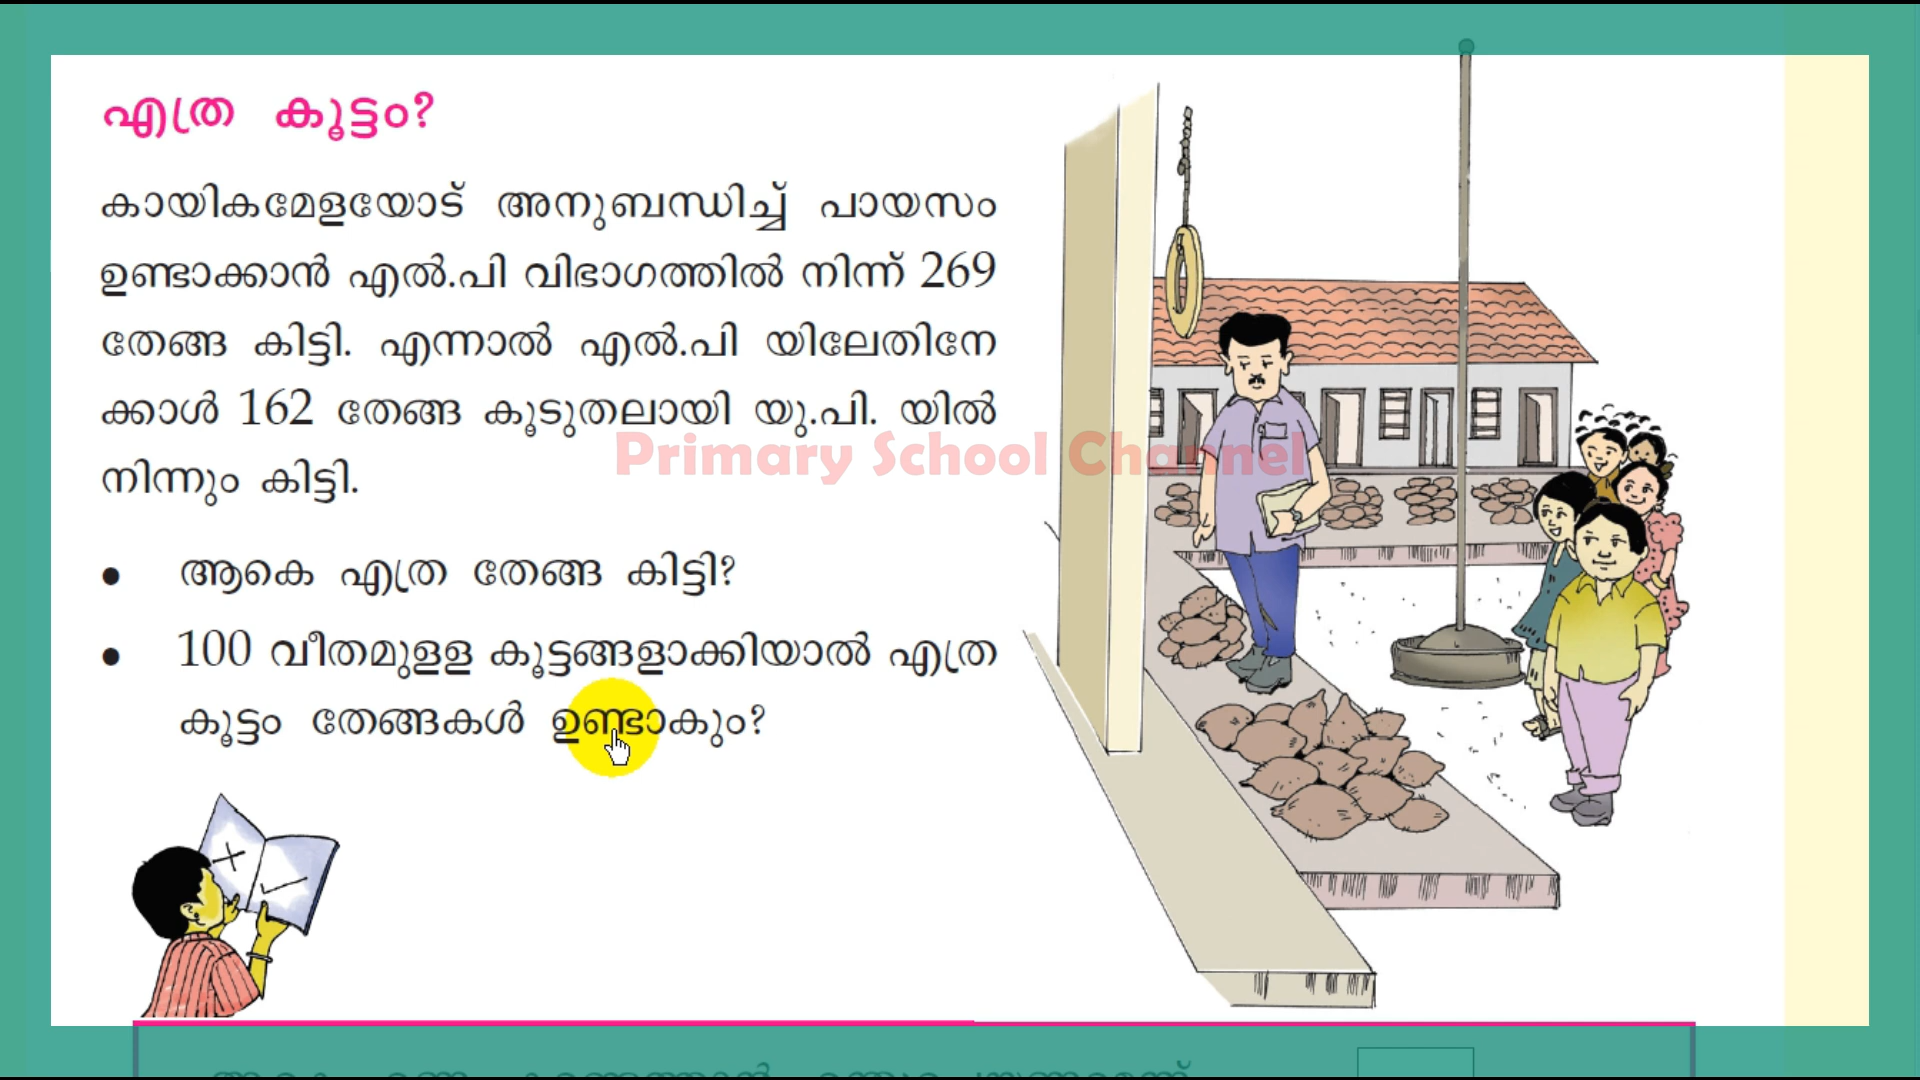 എത്ര കൂട്ടം?
കായികമേളയോട് അനുബന്ധിച്ച് പായസം
ഉണ്ടാക്കാൻ എൽ.പി വിഭാഗത്തിൽ നിന്ന് 269
തേങ്ങ കിട്ടി. എന്നാൽ എൽ.പി യിലേതിനേ
ക്കാൾ 162 തേങ്ങ കൂടുതലായി യു.പി. യിൽ
നിന്നും കിട്ടി.
Primary School Channel
• ആകെ എത്ര തേങ്ങ കിട്ടി?
• 100 വീതമുളള കൂട്ടങ്ങളാക്കിയാൽ എത്ര
കൂട്ടം തേങ്ങകൾ ഉണ്ടാകും?